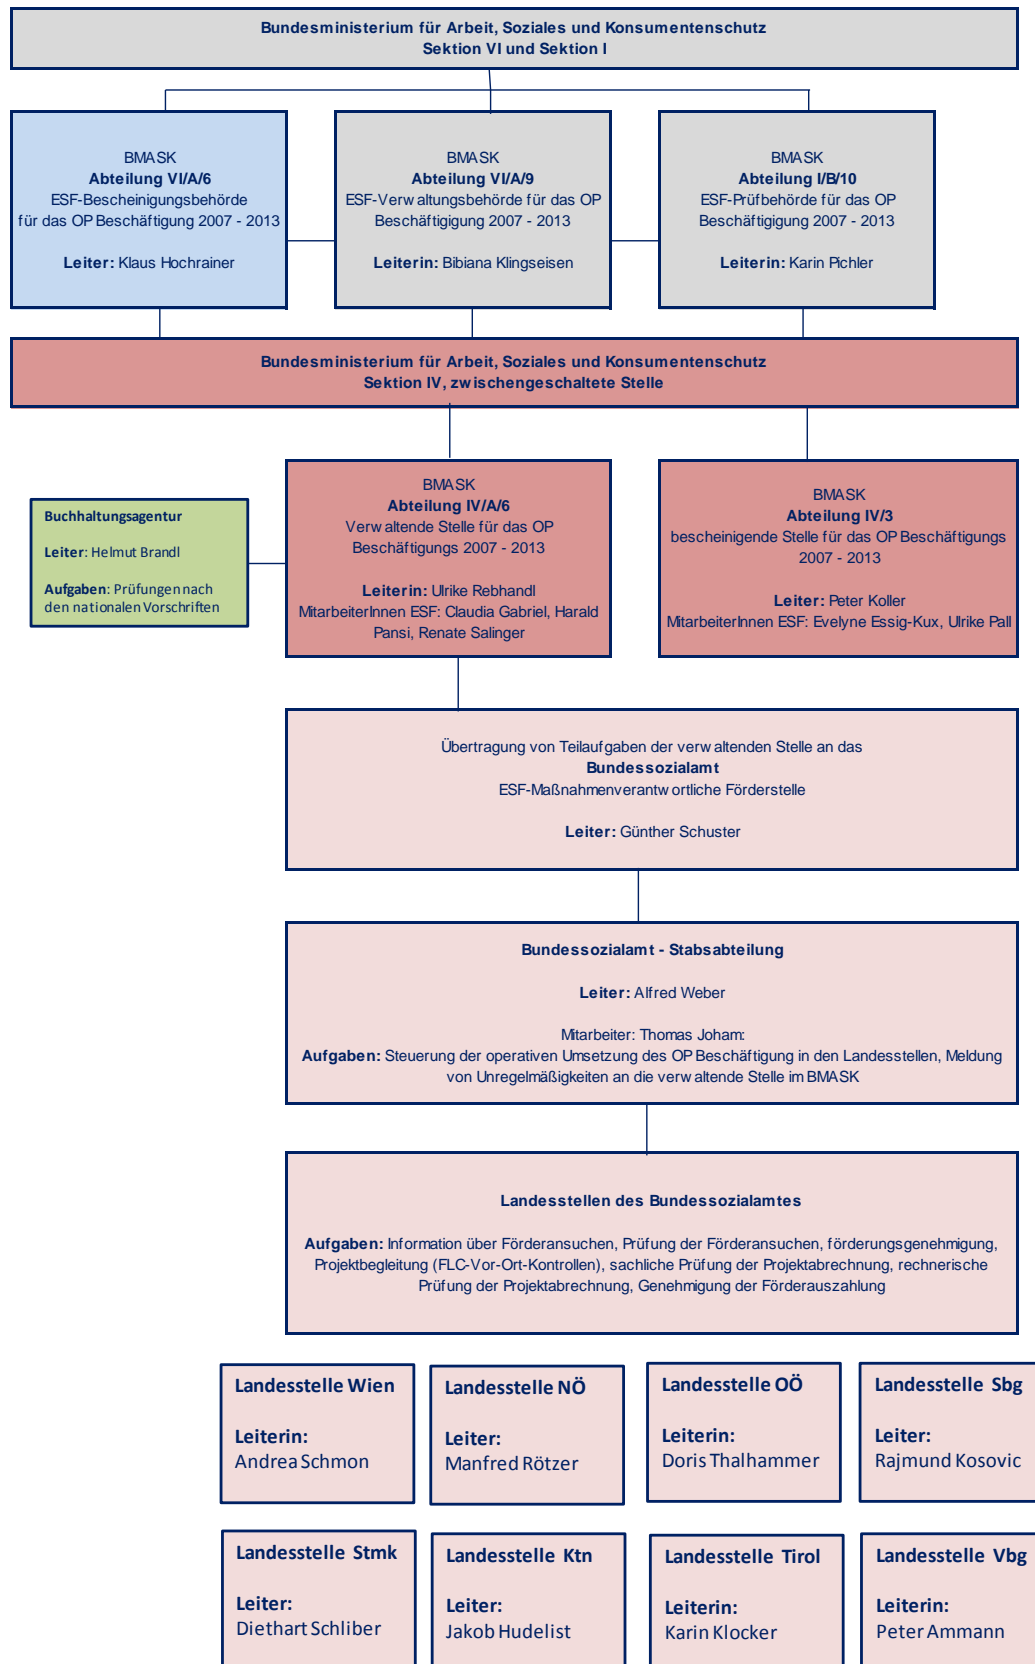 Bundesministerium für Arbeit, Soziales und Konsumentenschutz
Sektion VI und Sektion I
BMASK
Abteilung VI/A/6
ESF-Bescheinigungsbehörde
für das OP Beschäftigung 2007 - 2013
Leiter: Klaus Hochrainer
BMASK
Abteilung VI/A/9
ESF-Verwaltungsbehörde für das OP
Beschäftigigung 2007 - 2013
Leiterin: Bibiana Klingseisen
BMASK
Abteilung I/B/10
ESF-Prüfbehörde für das OP
Beschäftigigung 2007 - 2013
Leiterin: Karin Pichler
Bundesministerium für Arbeit, Soziales und Konsumentenschutz
Sektion IV, zwischengeschaltete Stelle
Buchhaltungsagentur
Leiter: Helmut Brandl
Aufgaben: Prüfungen nach
den nationalen Vorschriften
BMASK
Abteilung IV/A/6
Verwaltende Stelle für das OP
Beschäftigungs 2007 - 2013
Leiterin: Ulrike Rebhandl
MitarbeiterInnen ESF: Claudia Gabriel, Harald
Pansi, Renate Salinger
BMASK
Abteilung IV/3
bescheinigende Stelle für das OP Beschäftigungs
2007 - 2013
Leiter: Peter Koller
MitarbeiterInnen ESF: Evelyne Essig-Kux, Ulrike Pall
Übertragung von Teilaufgaben der verwaltenden Stelle an das
Bundessozialamt
ESF-Maßnahmenverantwortliche Förderstelle
Leiter: Günther Schuster
Bundessozialamt - Stabsabteilung
Leiter: Alfred Weber
Mitarbeiter: Thomas Joham:
Aufgaben: Steuerung der operativen Umsetzung des OP Beschäftigung in den Landesstellen, Meldung
von Unregelmäßigkeiten an die verwaltende Stelle im BMASK
Landesstellen des Bundessozialamtes
Aufgaben: Information über Förderansuchen, Prüfung der Förderansuchen, förderungsgenehmigung,
Projektbegleitung (FLC-Vor-Ort-Kontrollen), sachliche Prüfung der Projektabrechnung, rechnerische
Prüfung der Projektabrechnung, Genehmigung der Förderauszahlung
Landesstelle Wien
Leiterin:
Andrea Schmon
Landesstelle NÖ
Leiter:
Manfred Rötzer
Landesstelle OÖ
Leiterin:
Doris Thalhammer
Landesstelle Sbg
Leiter:
Rajmund Kosovic
Landesstelle Stmk
Leiter:
Diethart Schliber
Landesstelle Ktn
Leiter:
Jakob Hudelist
Landesstelle Tirol
Leiterin:
Karin Klocker
Landesstelle Vbg
Leiterin:
Peter Ammann